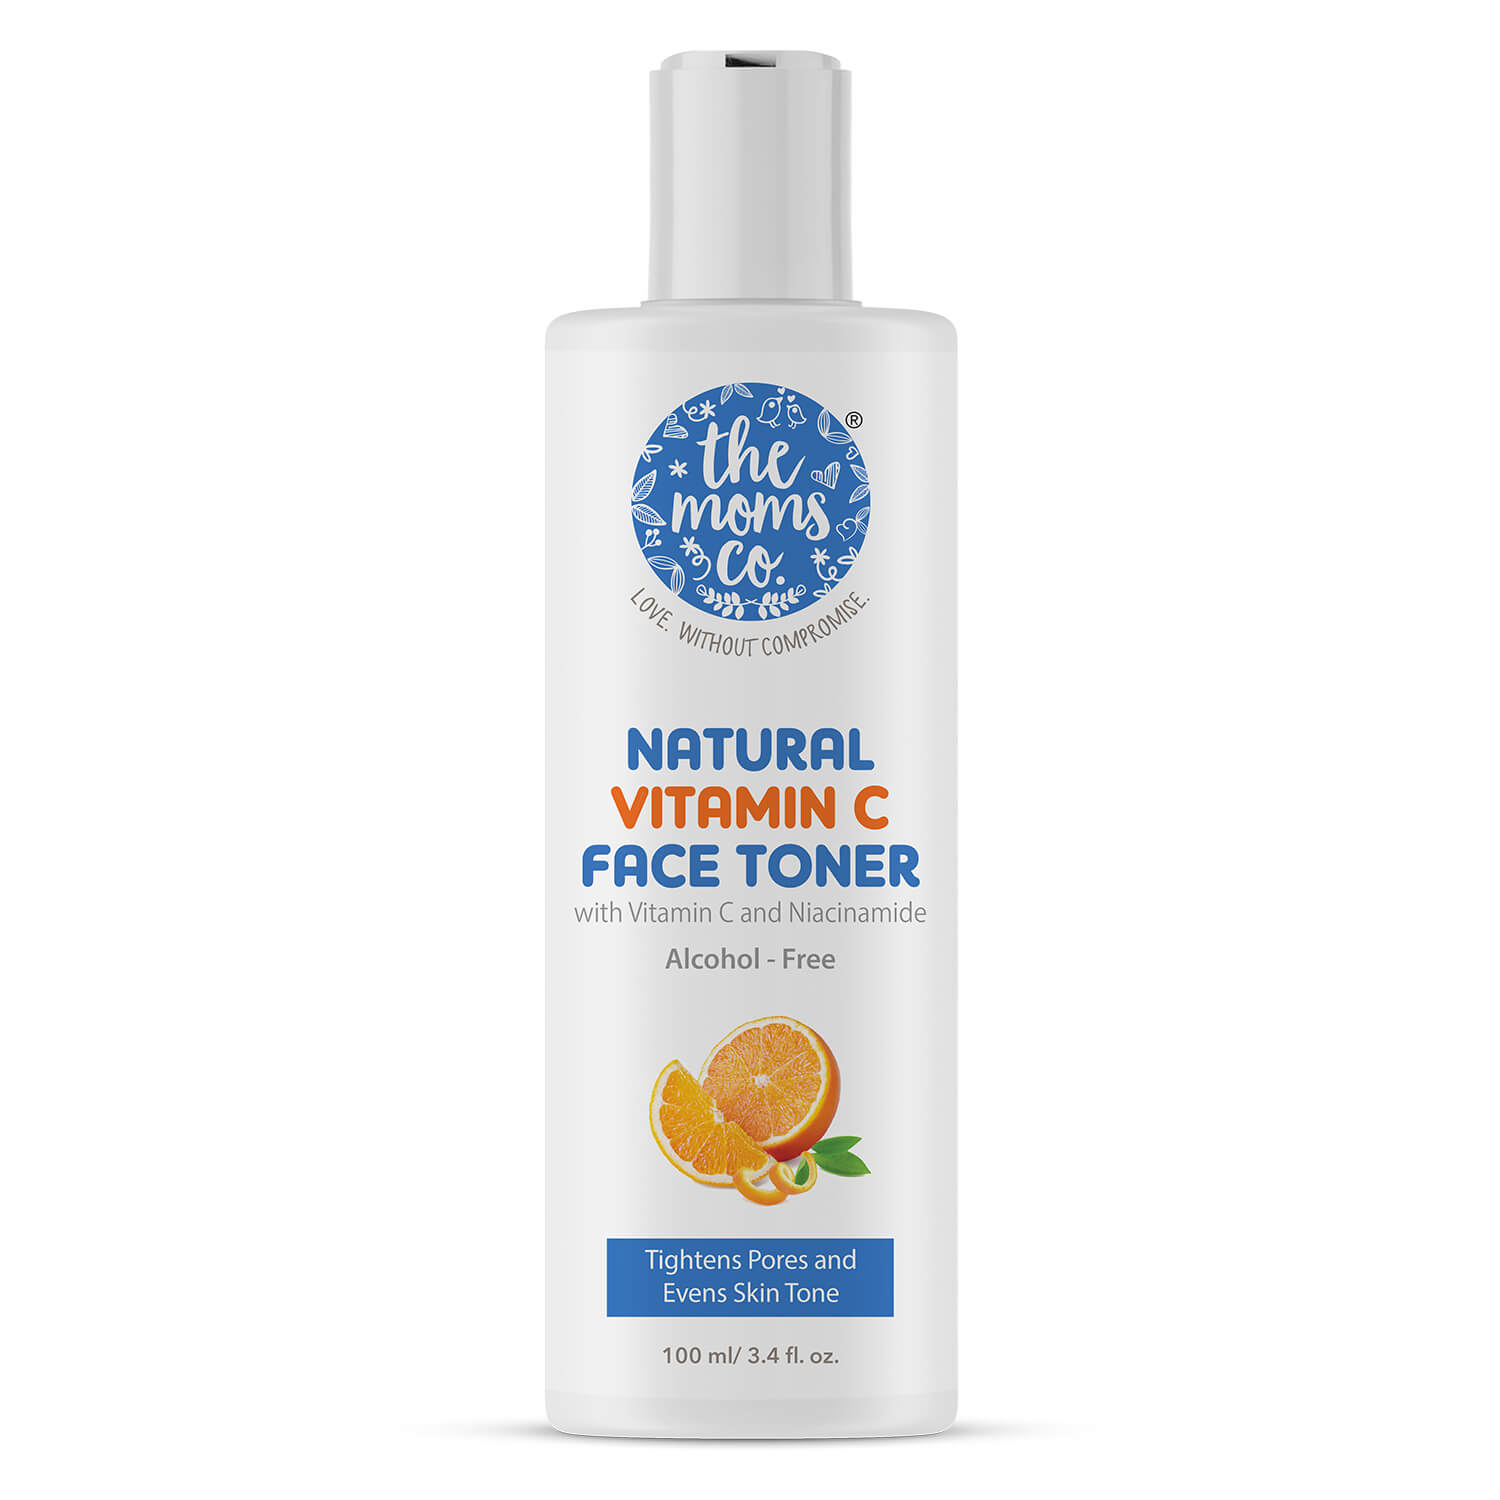 the
moms
co.
®
LOVE. WITHOUT COMPROMISE.
NATURAL
VITAMIN C
FACE TONER
with Vitamin C and Niacinamide
Alcohol - Free
Tightens Pores and
Evens Skin Tone
100 ml/ 3.4 fl. oz.